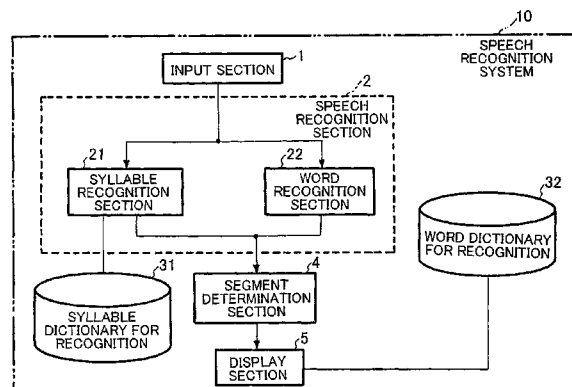 10
SPEECH
RECOGNITION
SYSTEM
1
INPUT SECTION
2
SPEECH
RECOGNITION
SECTION
21
SYLLABLE
RECOGNITION
SECTION
22
WORD
RECOGNITION
SECTION
32
WORD DICTIONARY
FOR RECOGNITION
31
SYLLABLE
DICTIONARY FOR
RECOGNITION
4
SEGMENT
DETERMINATION
SECTION
5
DISPLAY
SECTION